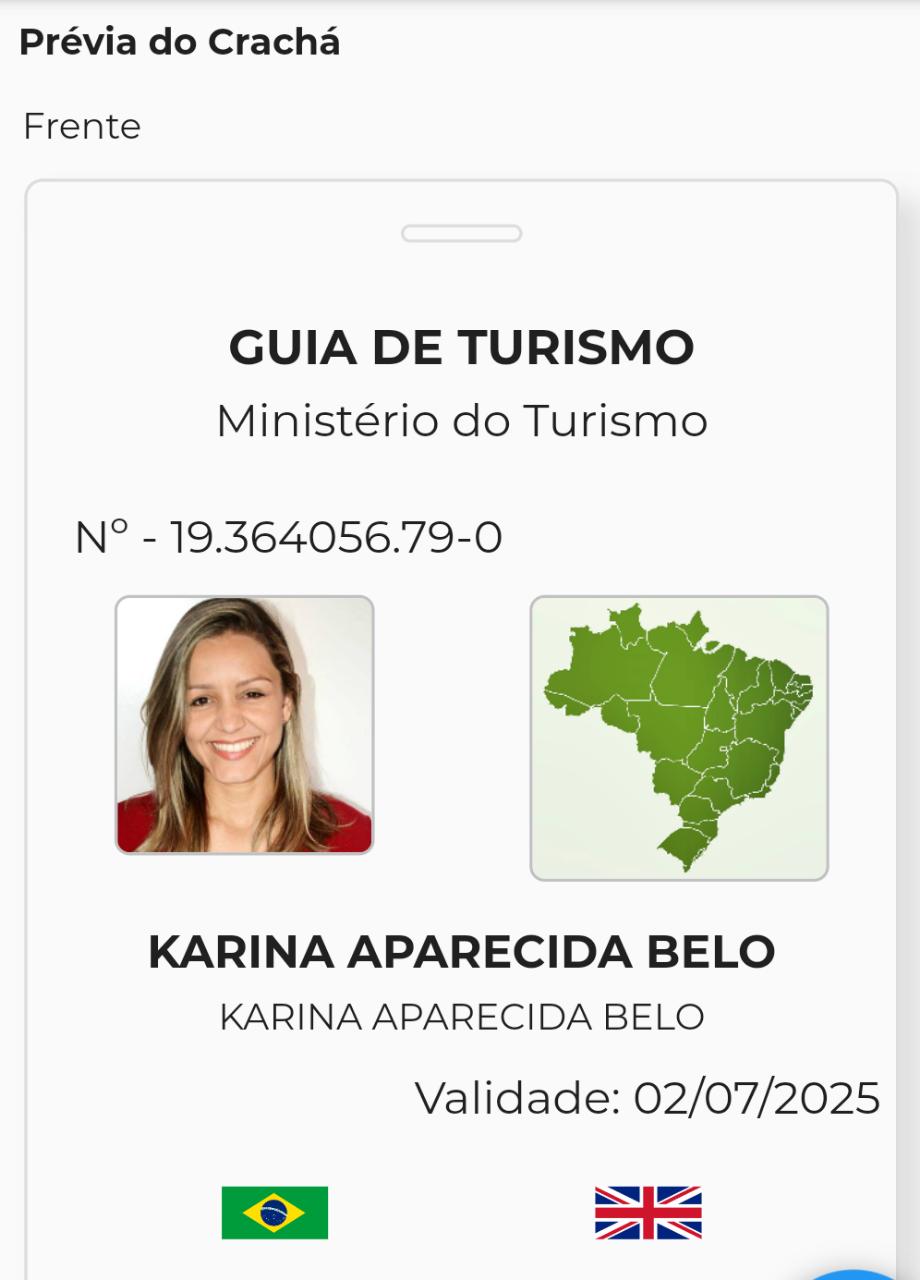 Prévia do Crachá
Frente
GUIA DE TURISMO
Ministério do Turismo
Nº - 19.364056.79-0
KARINA APARECIDA BELO
KARINA APARECIDA BELO
Validade: 02/07/2025